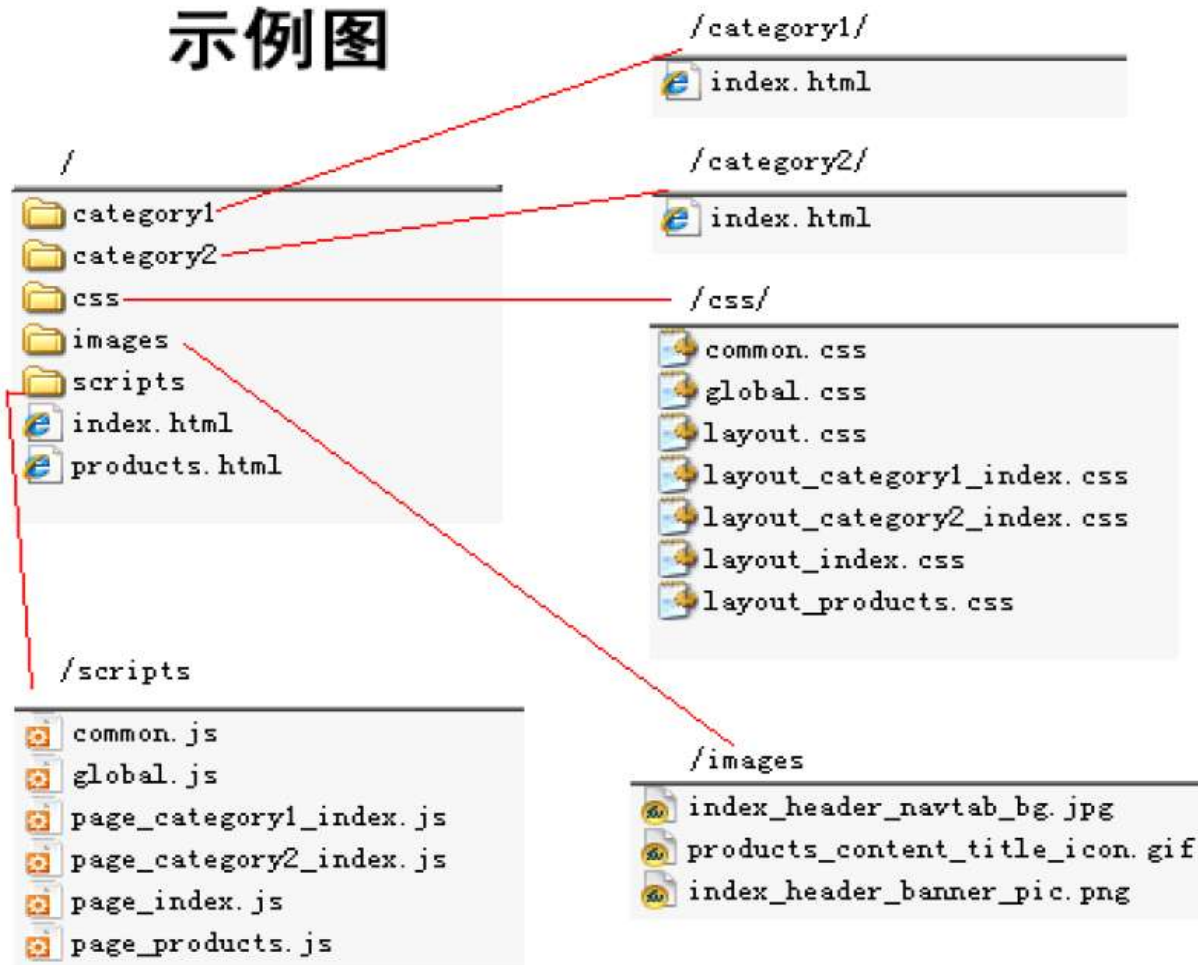 示例图
/
category1
category2
css
images
scripts
index.html
products.html
/category1/
index.html
/category2/
index.html
/css/
common.css
global.css
layout.css
layout_category1_index.css
layout_category2_index.css
layout_index.css
layout_products.css
/scripts
common.js
global.js
page_category1_index.js
page_category2_index.js
page_index.js
page_products.js
/images
index_header_navtab_bg.jpg
products_content_title_icon.gif
index_header_banner_pic.png